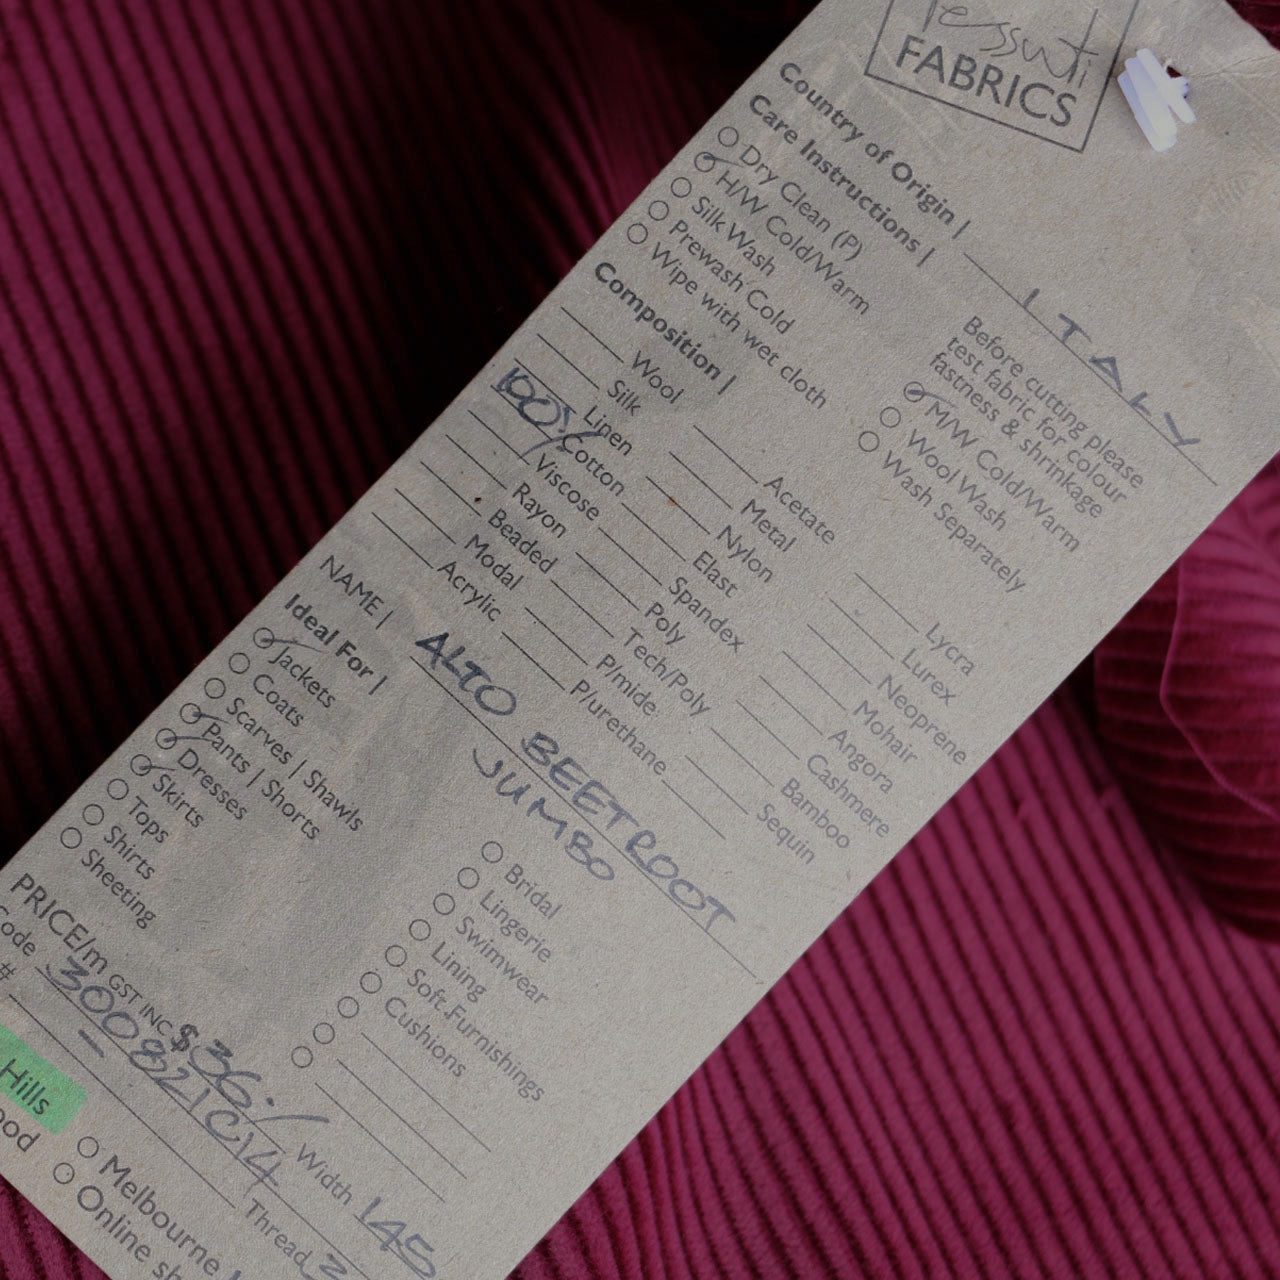 Tessuti
FABRICS
Country of Origin | ITALY
Care Instructions |
Dry Clean (P)
H/W Cold/Warm
Silk Wash
Prewash Cold
Wipe with wet cloth
Before cutting please
test fabric for colour
fastness & shrinkage
M/W Cold/Warm
Wool Wash
Wash Separately
Composition |
Wool
Silk
Linen
100% Cotton
Viscose
Rayon
Beaded
Modal
Acrylic
Acetate
Metal
Nylon
Elast
Spandex
Poly
Tech/Poly
P/mide
P/urethane
Lycra
Lurex
Neoprene
Mohair
Angora
Cashmere
Bamboo
Sequin
NAME | ALTO BEETROOT
JUMBO
Ideal For |
Jackets
Coats
Scarves | Shawls
Pants | Shorts
Dresses
Skirts
Tops
Shirts
Sheeting
Bridal
Lingerie
Swimwear
Lining
Soft Furnishings
Cushions
PRICE/m GST INC $36./ Width 145
Code 300821C14
# Thread
Hills
Melbourne
Online